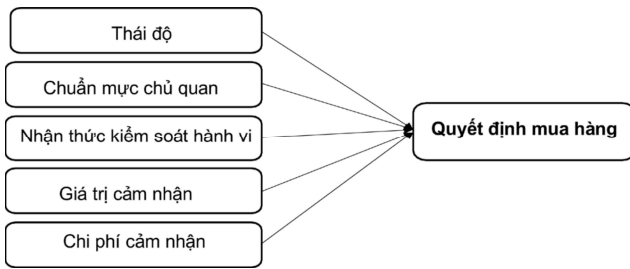 Thái độ
Chuẩn mực chủ quan
Nhận thức kiểm soát hành vi
Giá trị cảm nhận
Chi phí cảm nhận
Quyết định mua hàng